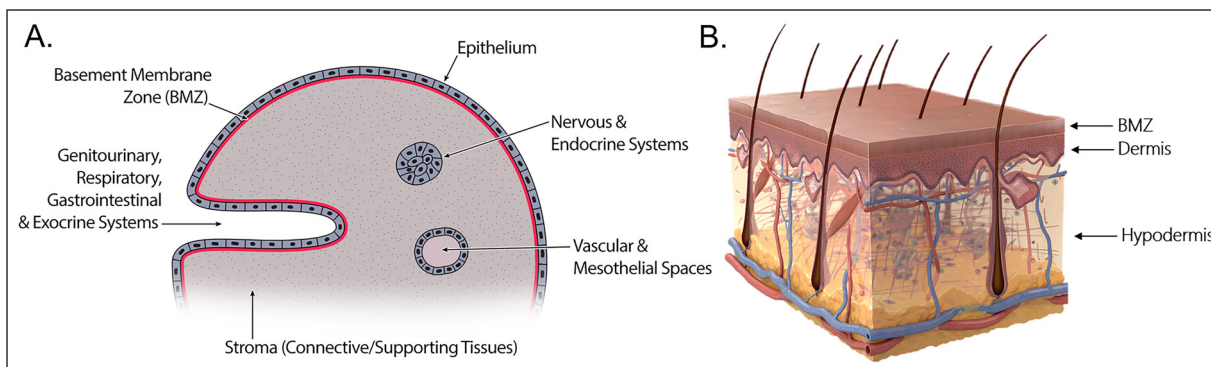 A.
Epithelium
Basement Membrane
Zone (BMZ)
Nervous &
Endocrine Systems
Genitourinary,
Respiratory,
Gastrointestinal
& Exocrine Systems
Vascular &
Mesothelial Spaces
Stroma (Connective/Supporting Tissues)
B.
BMZ
Dermis
Hypodermis